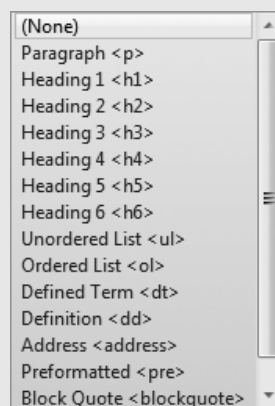 (None)
Paragraph <p>
Heading 1 <h1>
Heading 2 <h2>
Heading 3 <h3>
Heading 4 <h4>
Heading 5 <h5>
Heading 6 <h6>
Unordered List <ul>
Ordered List <ol>
Defined Term <dt>
Definition <dd>
Address <address>
Preformatted <pre>
Block Quote <blockquote>